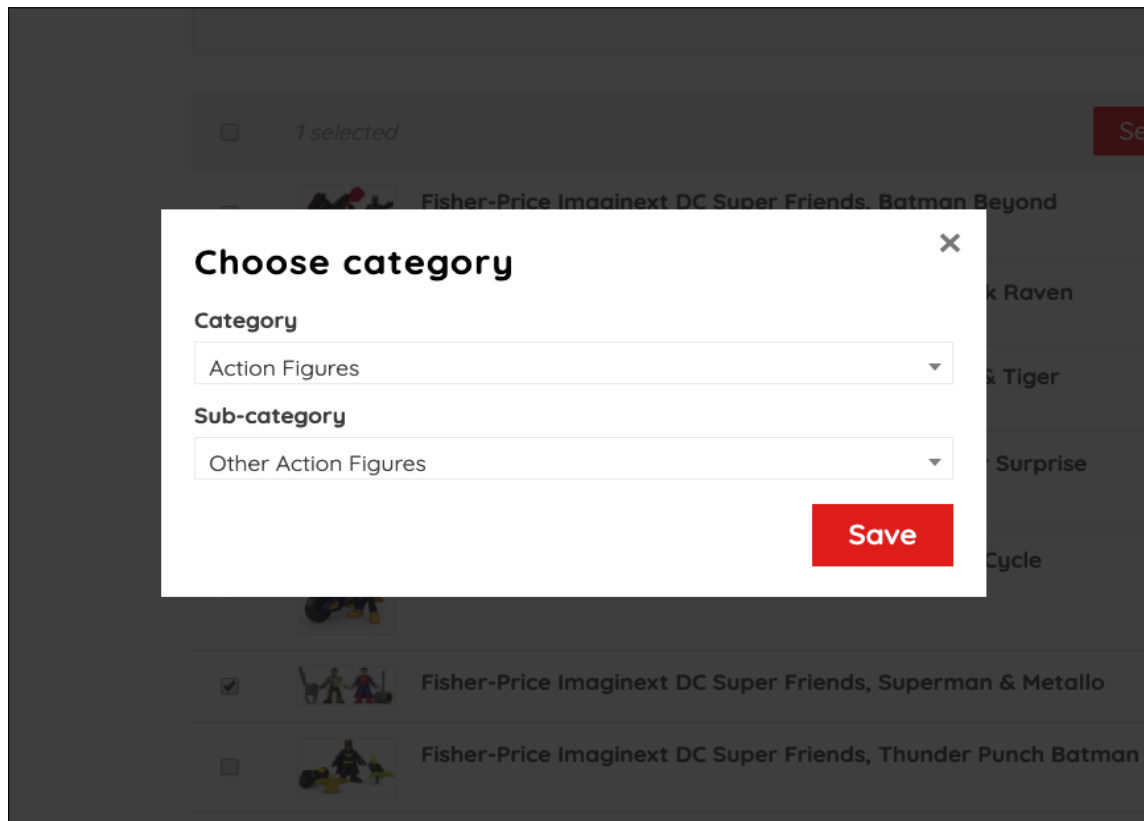 1 selected
Se
Fisher-Price Imaginext DC Super Friends, Batman Beyond
Choose category
×
k Raven
Category
Action Figures
& Tiger
Sub-category
Other Action Figures
Surprise
Save
Cycle
Fisher-Price Imaginext DC Super Friends, Superman & Metallo
Fisher-Price Imaginext DC Super Friends, Thunder Punch Batman